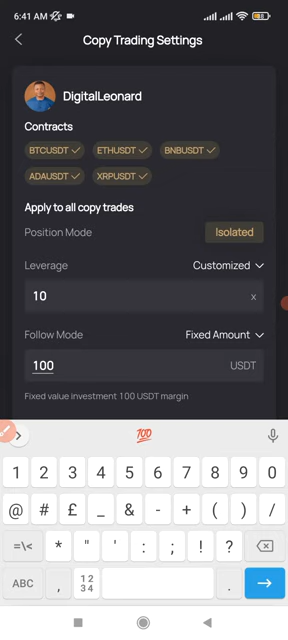 6:41 AM
Copy Trading Settings
DigitalLeonard
Contracts
BTCUSDT ETHUSDT BNBUSDT
ADAUSDT XRPUSDT
Apply to all copy trades
Position Mode Isolated
Leverage Customized
10 x
Follow Mode Fixed Amount
100 USDT
Fixed value investment 100 USDT margin
💯
1 2 3 4 5 6 7 8 9 0
@ # £ _ & - + ( ) /
=\< * " ' : ; ! ?
ABC , 12 34 .